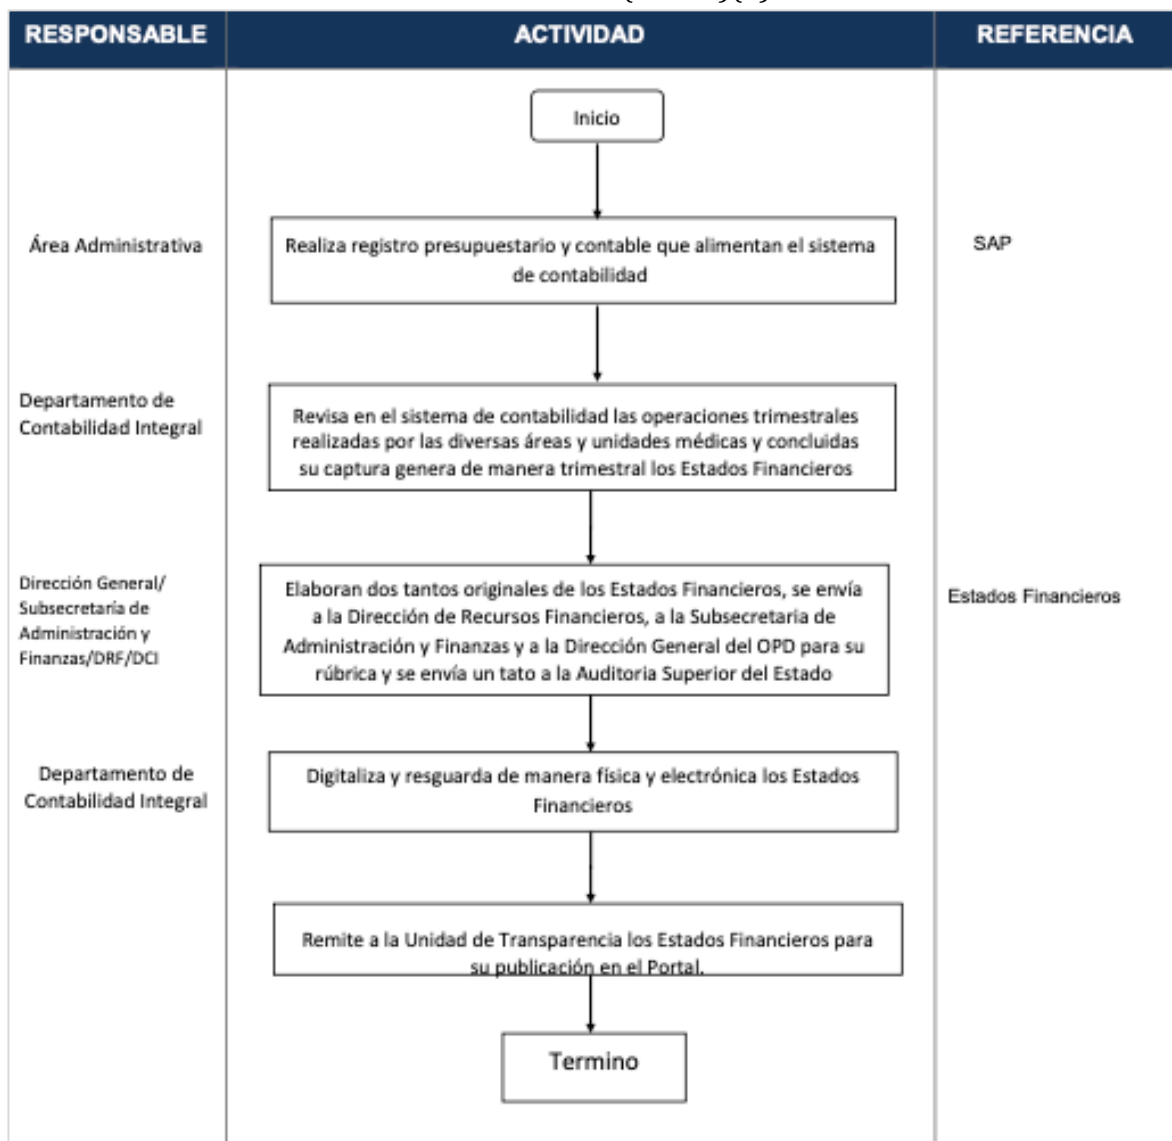 RESPONSABLE
ACTIVIDAD
REFERENCIA
Inicio
Área Administrativa
Realiza registro presupuestario y contable que alimentan el sistema
de contabilidad
SAP
Departamento de
Contabilidad Integral
Revisa en el sistema de contabilidad las operaciones trimestrales
realizadas por las diversas áreas y unidades médicas y concluidas
su captura genera de manera trimestral los Estados Financieros
Dirección General/
Subsecretaría de
Administración y
Finanzas/DRF/DCI
Elaboran dos tantos originales de los Estados Financieros, se envía
a la Dirección de Recursos Financieros, a la Subsecretaria de
Administración y Finanzas y a la Dirección General del OPD para su
rúbrica y se envía un tato a la Auditoria Superior del Estado
Estados Financieros
Departamento de
Contabilidad Integral
Digitaliza y resguarda de manera física y electrónica los Estados
Financieros
Remite a la Unidad de Transparencia los Estados Financieros para
su publicación en el Portal.
Termino